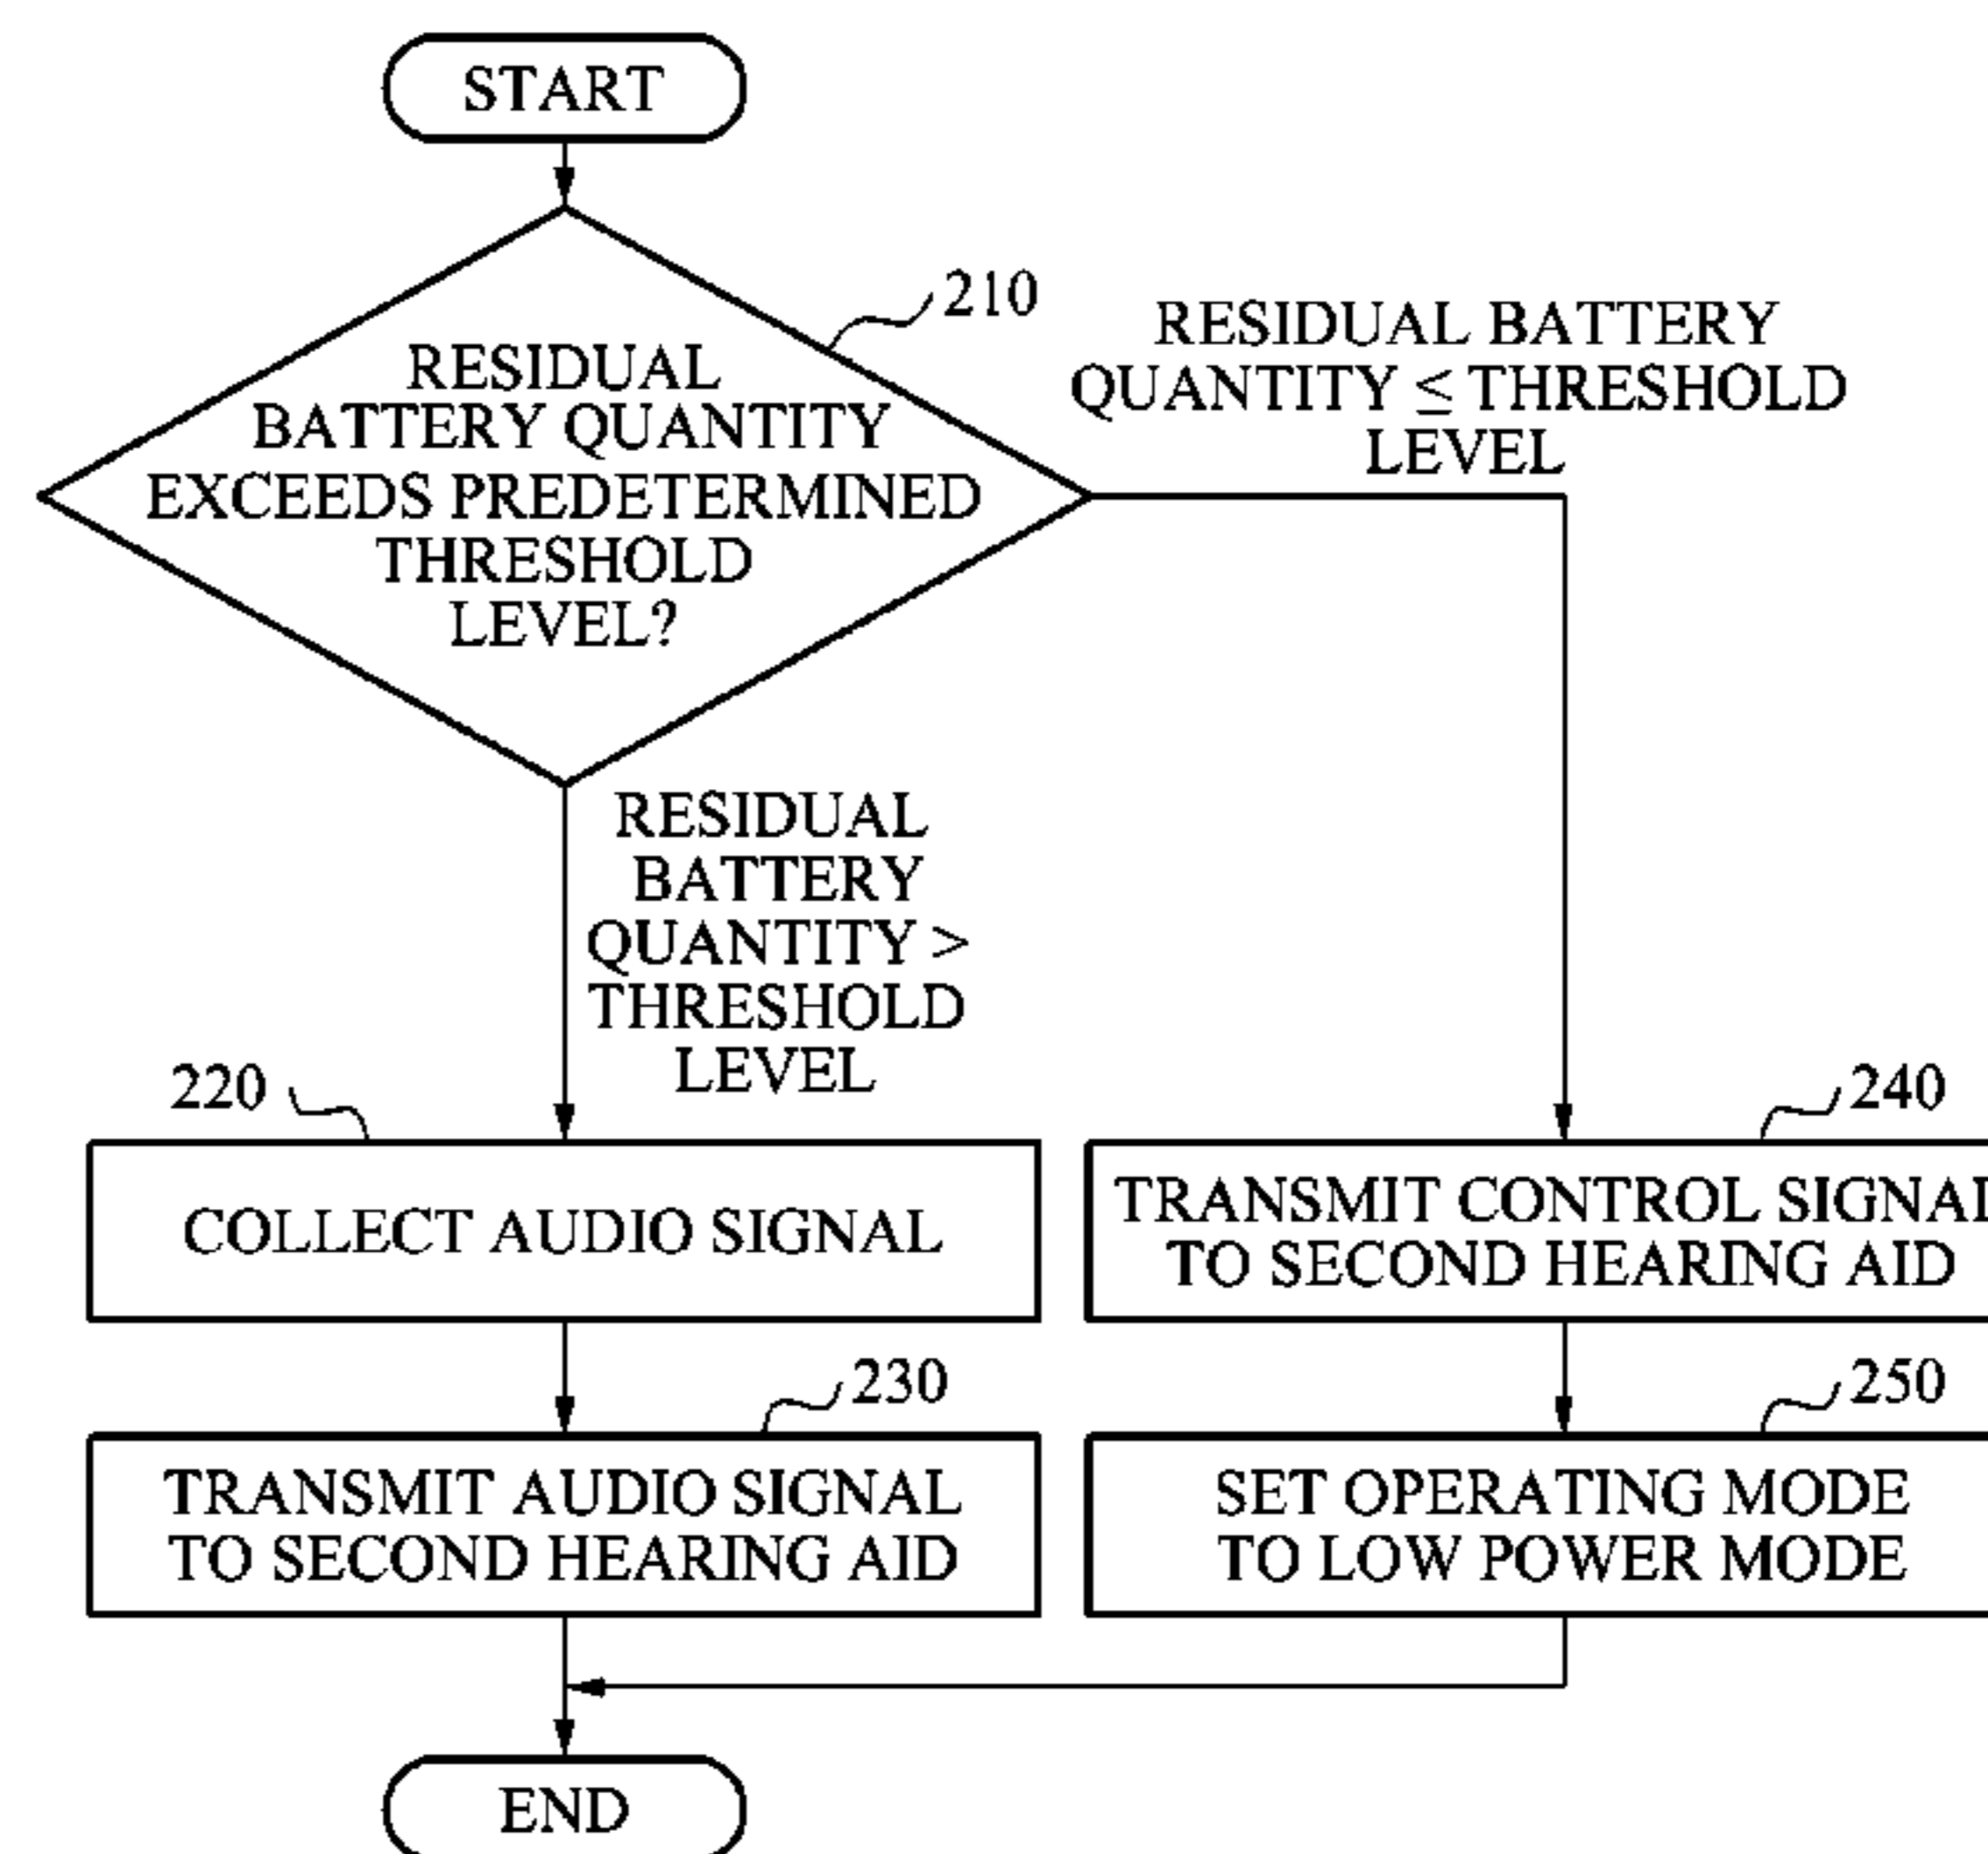 START
210
RESIDUAL
BATTERY QUANTITY
EXCEEDS PREDETERMINED
THRESHOLD
LEVEL?
RESIDUAL BATTERY
QUANTITY ≤ THRESHOLD
LEVEL
RESIDUAL
BATTERY
QUANTITY >
THRESHOLD
LEVEL
220
COLLECT AUDIO SIGNAL
240
TRANSMIT CONTROL SIGNAL
TO SECOND HEARING AID
230
TRANSMIT AUDIO SIGNAL
TO SECOND HEARING AID
250
SET OPERATING MODE
TO LOW POWER MODE
END